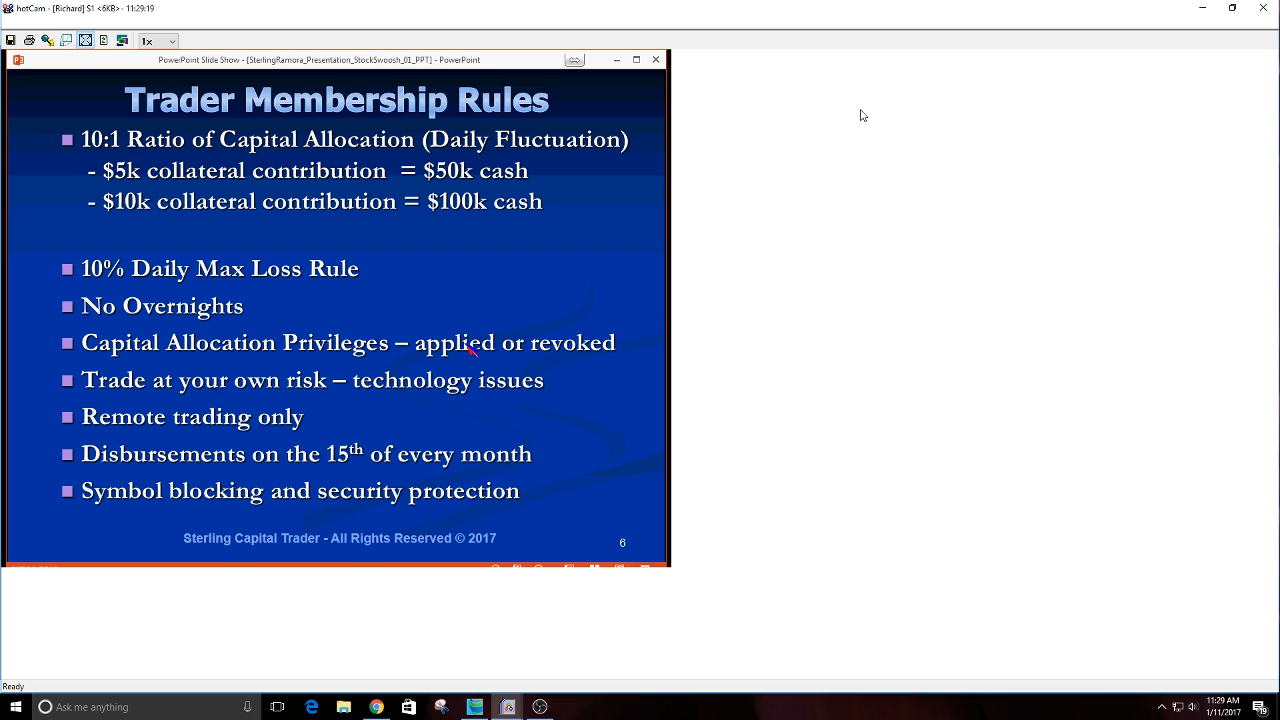 hotCam - [Richard] S1 <6KB> - 11:29:19
1x
PowerPoint Slide Show - [SterlingRamora_Presentation_StockSwoosh_01_PPT] - PowerPoint
Trader Membership Rules
10:1 Ratio of Capital Allocation (Daily Fluctuation)
- $5k collateral contribution = $50k cash
- $10k collateral contribution = $100k cash
10% Daily Max Loss Rule
No Overnights
Capital Allocation Privileges – applied or revoked
Trade at your own risk – technology issues
Remote trading only
Disbursements on the 15th of every month
Symbol blocking and security protection
Sterling Capital Trader - All Rights Reserved © 2017
6
Ready
Ask me anything
11:29 AM
1/11/2017
19